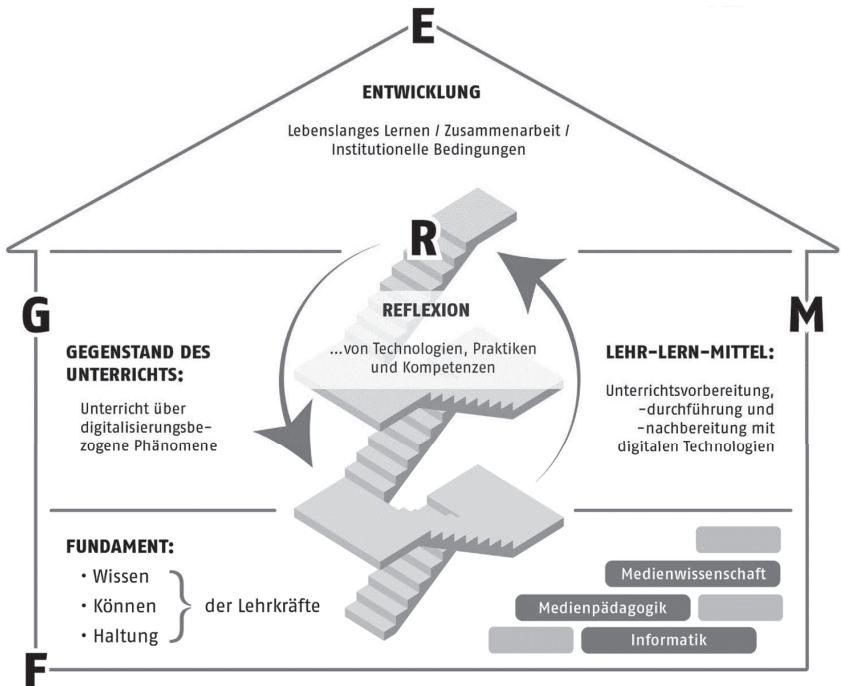 E
ENTWICKLUNG
Lebenslanges Lernen / Zusammenarbeit /
Institutionelle Bedingungen
R
REFLEXION
...von Technologien, Praktiken
und Kompetenzen
G
GEGENSTAND DES
UNTERRICHTS:
Unterricht über
digitalisierungsbe-
zogene Phänomene
M
LEHR-LERN-MITTEL:
Unterrichtsvorbereitung,
-durchführung und
-nachbereitung mit
digitalen Technologien
FUNDAMENT:
• Wissen
• Können
• Haltung
der Lehrkräfte
Medienwissenschaft
Medienpädagogik
Informatik
F